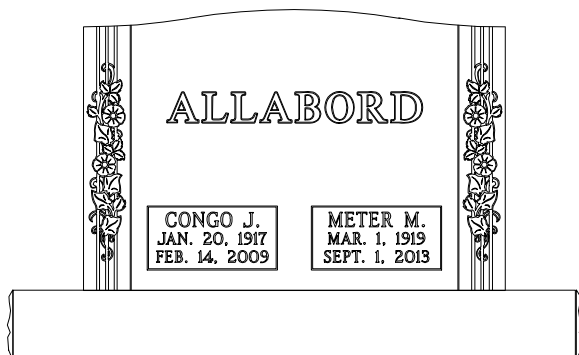 ALLABORD
CONGO J.
JAN. 20, 1917
FEB. 14, 2009
METER M.
MAR. 1, 1919
SEPT. 1, 2013